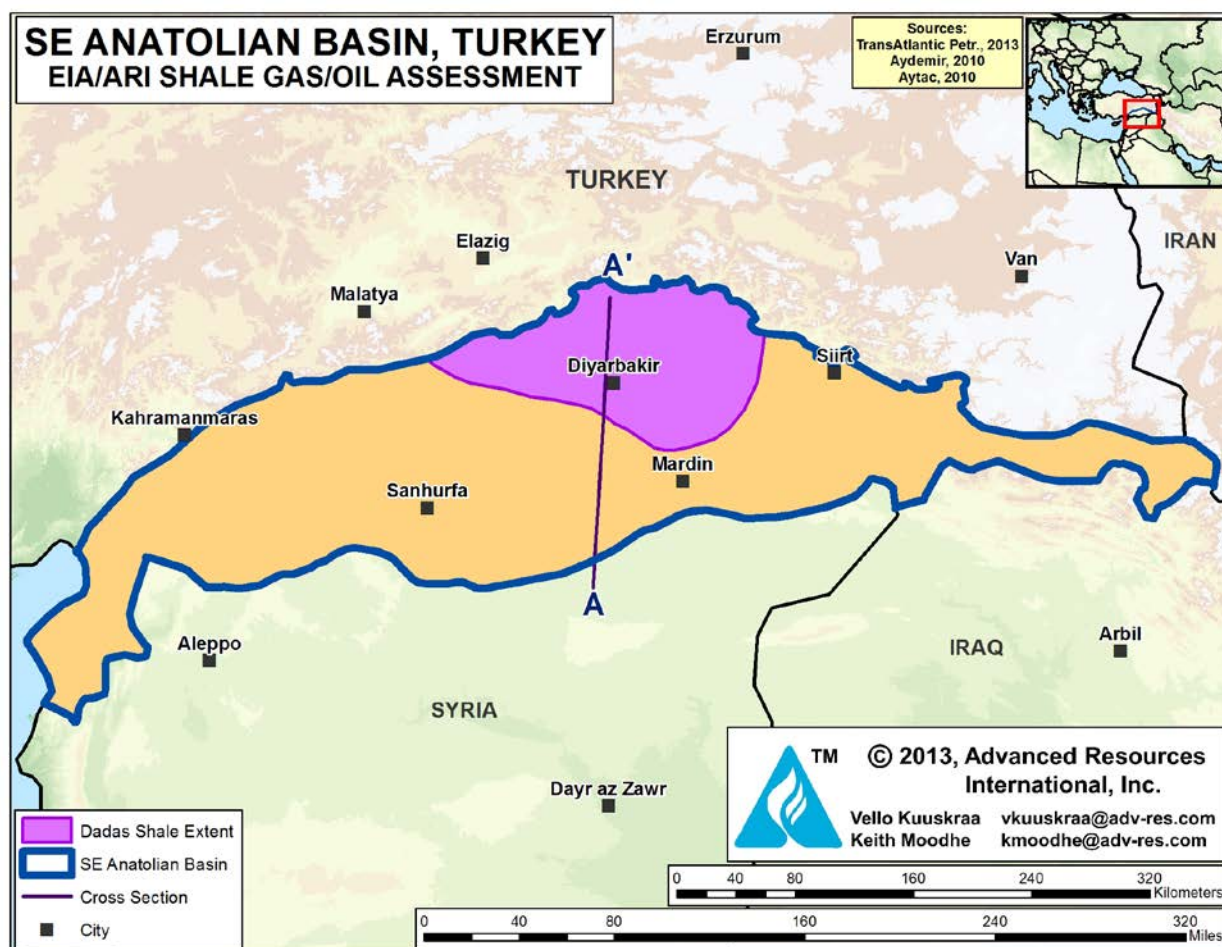 SE ANATOLIAN BASIN, TURKEY
EIA/ARI SHALE GAS/OIL ASSESSMENT
Sources:
TransAtlantic Petr., 2013
Aydemir, 2010
Aytac, 2010
Erzurum
TURKEY
Elazig
IRAN
Van
A'
Malatya
Diyarbakir
Siirt
Kahramanmaras
Mardin
Sanhurfa
A
Aleppo
Arbil
IRAQ
SYRIA
Dayr az Zawr
TM
© 2013, Advanced Resources
International, Inc.
Vello Kuuskraa vkuuskraa@adv-res.com
Keith Moodhe kmoodhe@adv-res.com
Dadas Shale Extent
SE Anatolian Basin
Cross Section
City
0 40 80 160 240 320
Kilometers
0 80 160 240 320
Miles